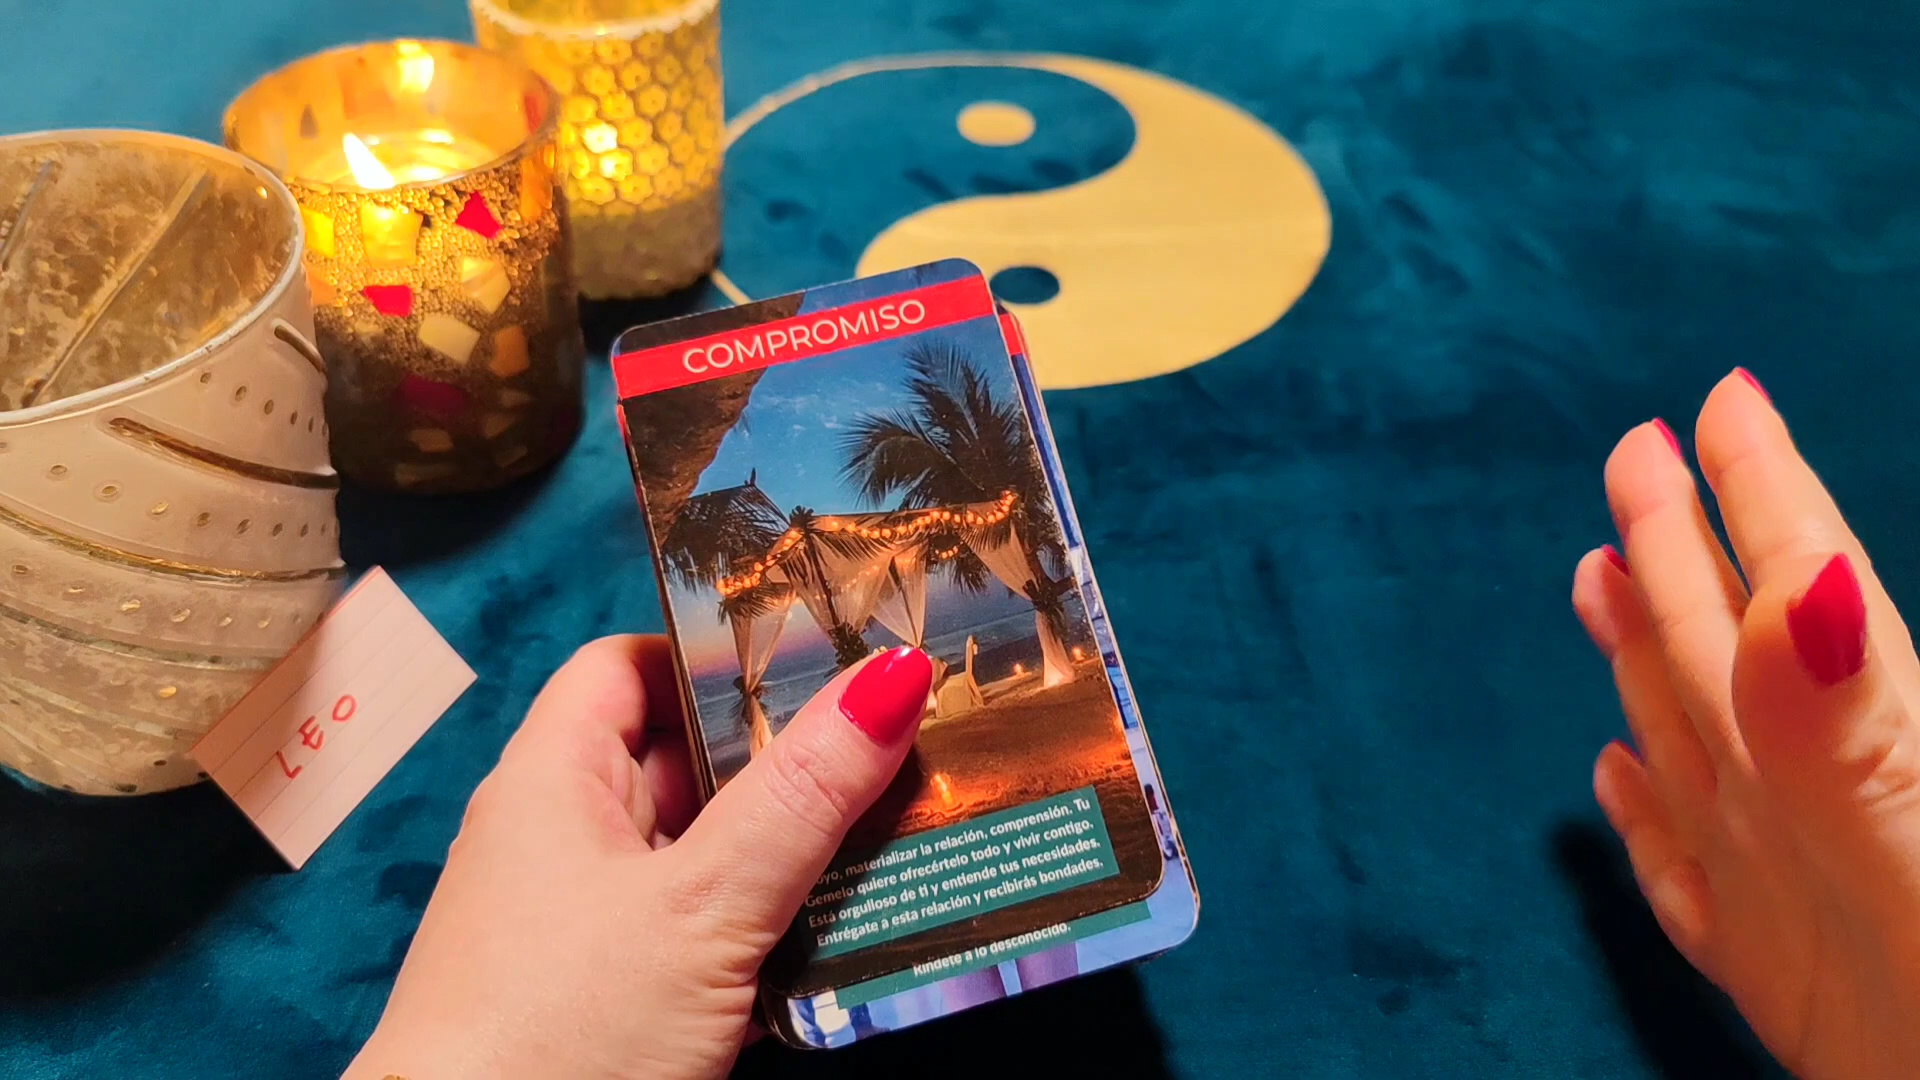 COMPROMISO
materializar la relación, comprensión. Tu
Gemelo quiere ofrecértelo todo y vivir contigo.
Está orgulloso de ti y entiende tus necesidades.
Entrégate a esta relación y recibirás bondades.
Ríndete a lo desconocido.
LEO